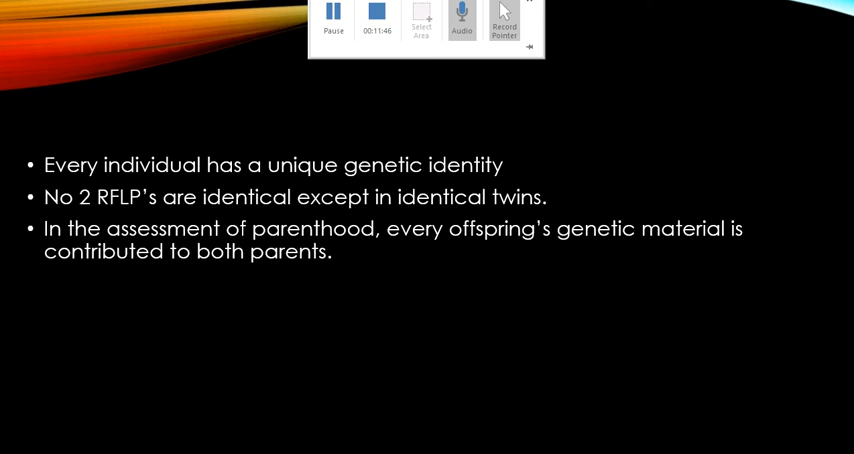 Pause
00:11:46
Select
Area
Audio
Record
Pointer
• Every individual has a unique genetic identity
• No 2 RFLP's are identical except in identical twins.
• In the assessment of parenthood, every offspring's genetic material is
contributed to both parents.